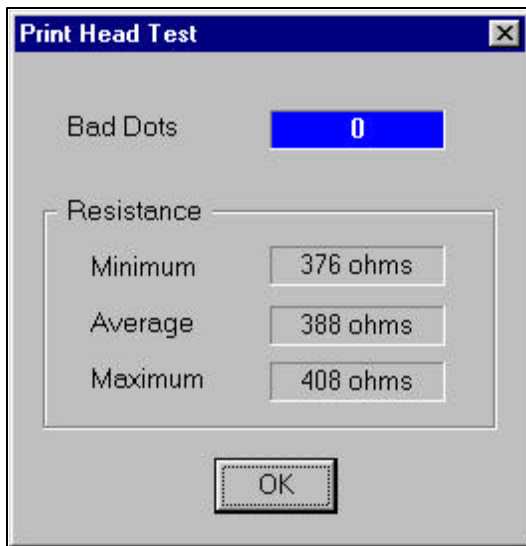 Print Head Test
Bad Dots 0
Resistance
Minimum 376 ohms
Average 388 ohms
Maximum 408 ohms
OK